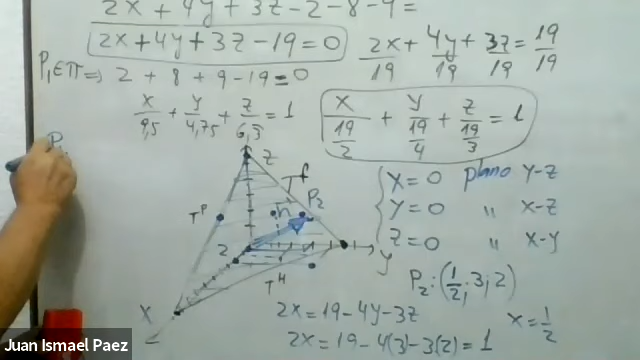 2x + 4y + 3z - 2 - 8 - 9 =
2x + 4y + 3z - 19 = 0
2x/19 + 4y/19 + 3z/19 = 19/19
P₁ ∈ π ⇒ 2 + 8 + 9 - 19 = 0
x/9,5 + y/4,75 + z/6,3 = 1
x/(19/2) + y/(19/4) + z/(19/3) = 1
P
z
Tf
P₂
TP
h
2
y
TH
x
x = 0 plano y-z
y = 0 " x-z
z = 0 " x-y
P₂: (1/2; 3; 2)
2x = 19 - 4y - 3z
x = 1/2
2x = 19 - 4(3) - 3(2) = 1
Juan Ismael Paez